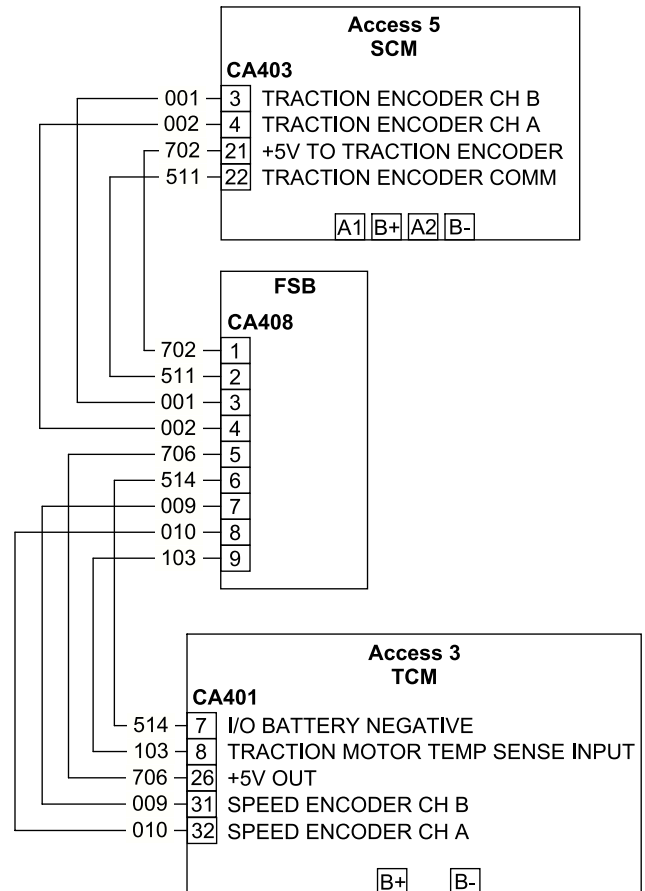 Access 5
SCM
CA403
001 3 TRACTION ENCODER CH B
002 4 TRACTION ENCODER CH A
702 21 +5V TO TRACTION ENCODER
511 22 TRACTION ENCODER COMM
A1 B+ A2 B-
FSB
CA408
702 1
511 2
001 3
002 4
706 5
514 6
009 7
010 8
103 9
Access 3
TCM
CA401
514 7 I/O BATTERY NEGATIVE
103 8 TRACTION MOTOR TEMP SENSE INPUT
706 26 +5V OUT
009 31 SPEED ENCODER CH B
010 32 SPEED ENCODER CH A
B+ B-